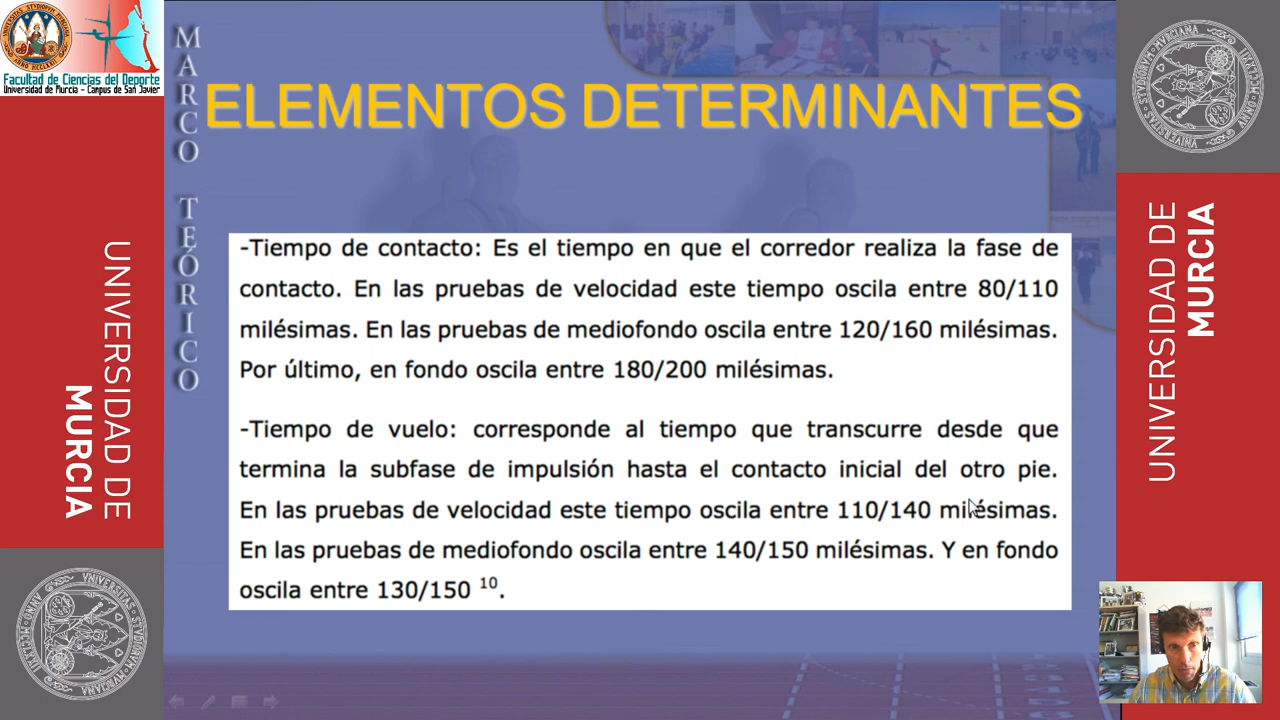 Facultad de Ciencias del Deporte
Universidad de Murcia - Campus de San Javier
MARCO TEÓRICO
ELEMENTOS DETERMINANTES
-Tiempo de contacto: Es el tiempo en que el corredor realiza la fase de
contacto. En las pruebas de velocidad este tiempo oscila entre 80/110
milésimas. En las pruebas de mediofondo oscila entre 120/160 milésimas.
Por último, en fondo oscila entre 180/200 milésimas.
-Tiempo de vuelo: corresponde al tiempo que transcurre desde que
termina la subfase de impulsión hasta el contacto inicial del otro pie.
En las pruebas de velocidad este tiempo oscila entre 110/140 milésimas.
En las pruebas de mediofondo oscila entre 140/150 milésimas. Y en fondo
oscila entre 130/150 ¹⁰.
UNIVERSIDAD DE
MURCIA
UNIVERSIDAD DE
MURCIA